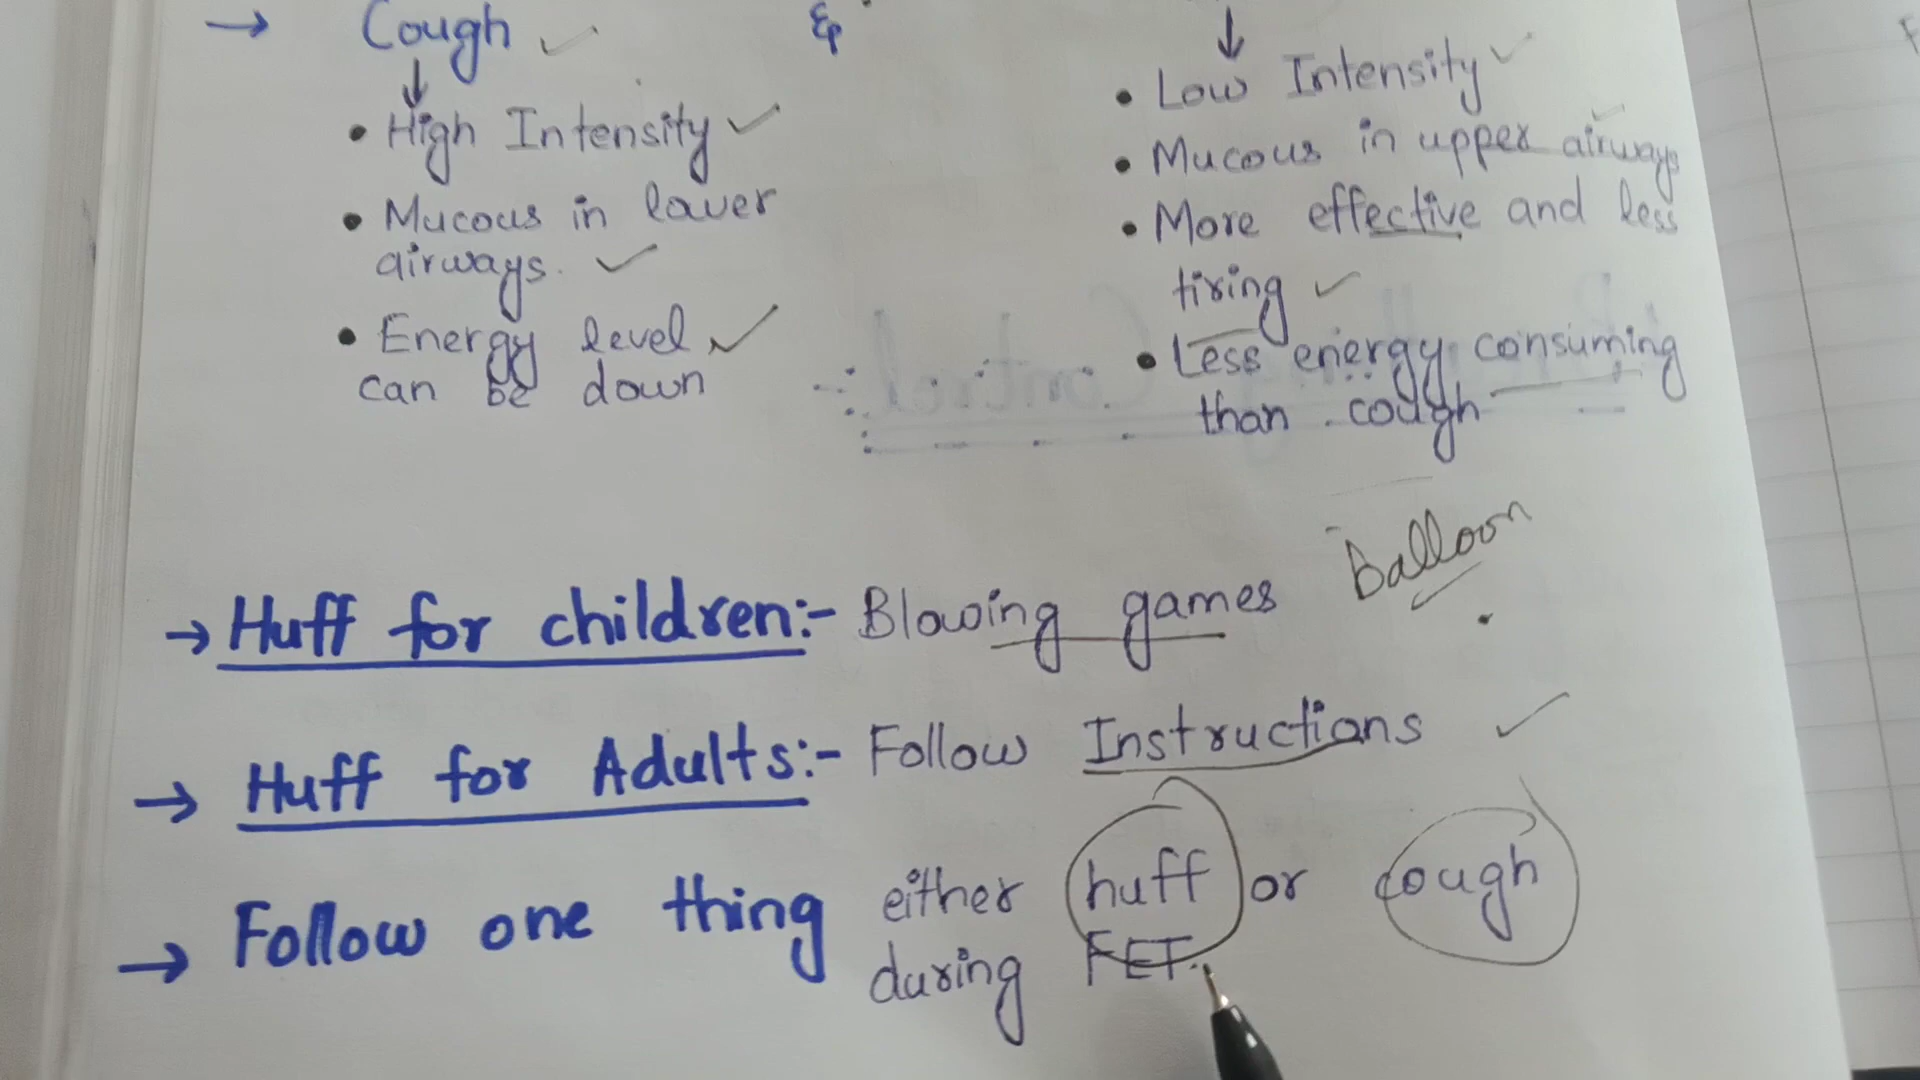 → Cough &
• High Intensity
• Mucous in lower
airways.
• Energy level
can be down
• Low Intensity
• Mucous in upper airways
• More effective and less
tiring
• Less energy consuming
than cough
Balloon
→ Huff for children:- Blowing games
→ Huff for Adults:- Follow Instructions
→ Follow one thing either huff or cough
during FET.